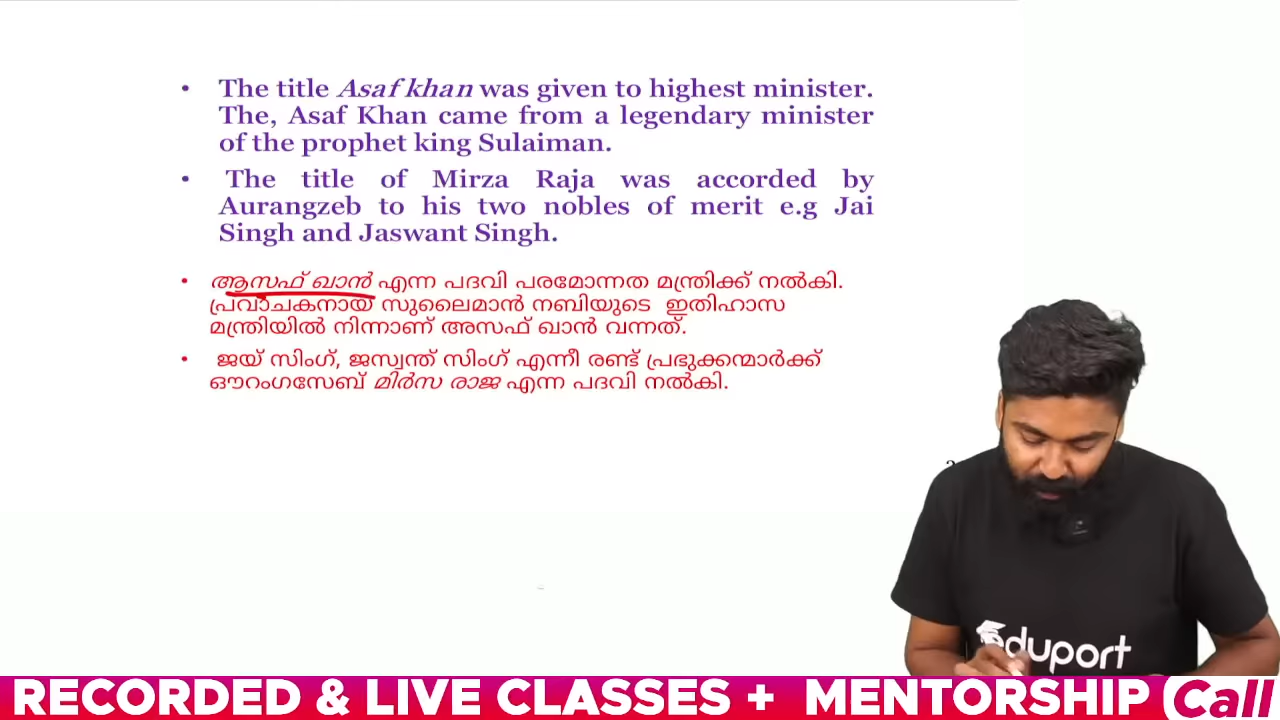 • The title Asaf khan was given to highest minister.
The, Asaf Khan came from a legendary minister
of the prophet king Sulaiman.
• The title of Mirza Raja was accorded by
Aurangzeb to his two nobles of merit e.g Jai
Singh and Jaswant Singh.
• ആസഫ് ഖാൻ എന്ന പദവി പരമോന്നത മന്ത്രിക്ക് നൽകി.
പ്രവാചകനായ സുലൈമാൻ നബിയുടെ ഇതിഹാസ
മന്ത്രിയിൽ നിന്നാണ് അസഫ് ഖാൻ വന്നത്.
• ജയ് സിംഗ്, ജസ്വന്ത് സിംഗ് എന്നീ രണ്ട് പ്രഭുക്കന്മാർക്ക്
ഔറംഗസേബ് മിർസ രാജ എന്ന പദവി നൽകി.
eduport
RECORDED & LIVE CLASSES + MENTORSHIP Call